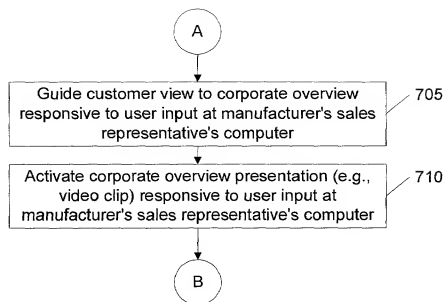 A
Guide customer view to corporate overview
responsive to user input at manufacturer's sales
representative's computer
705
Activate corporate overview presentation (e.g.,
video clip) responsive to user input at
manufacturer's sales representative's computer
710
B